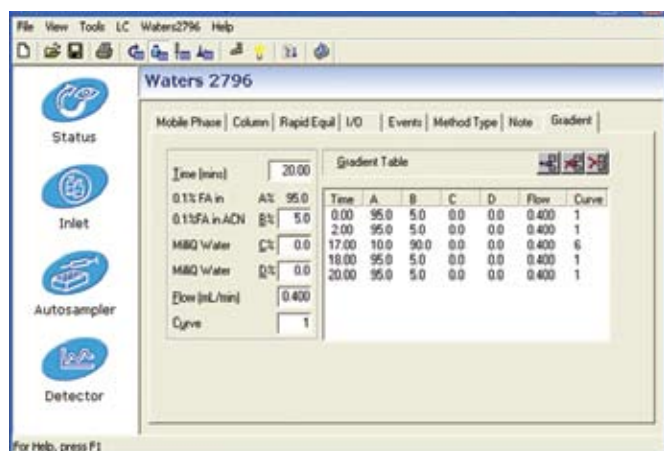 File View Tools LC Waters2796 Help
Waters 2796
Mobile Phase Column Rapid Equil I/O Events Method Type Note Gradient
Status
Inlet
Autosampler
Detector
Time (mins) 20.00
0.1% FA in A% 95.0
0.1%FA in ACN B% 5.0
MilliQ Water C% 0.0
MilliQ Water D% 0.0
Flow (mL/min) 0.400
Curve 1
Gradient Table
Time A B C D Flow Curve
0.00 95.0 5.0 0.0 0.0 0.400 1
2.00 95.0 5.0 0.0 0.0 0.400 1
17.00 10.0 90.0 0.0 0.0 0.400 6
18.00 95.0 5.0 0.0 0.0 0.400 1
20.00 95.0 5.0 0.0 0.0 0.400 1
For Help, press F1